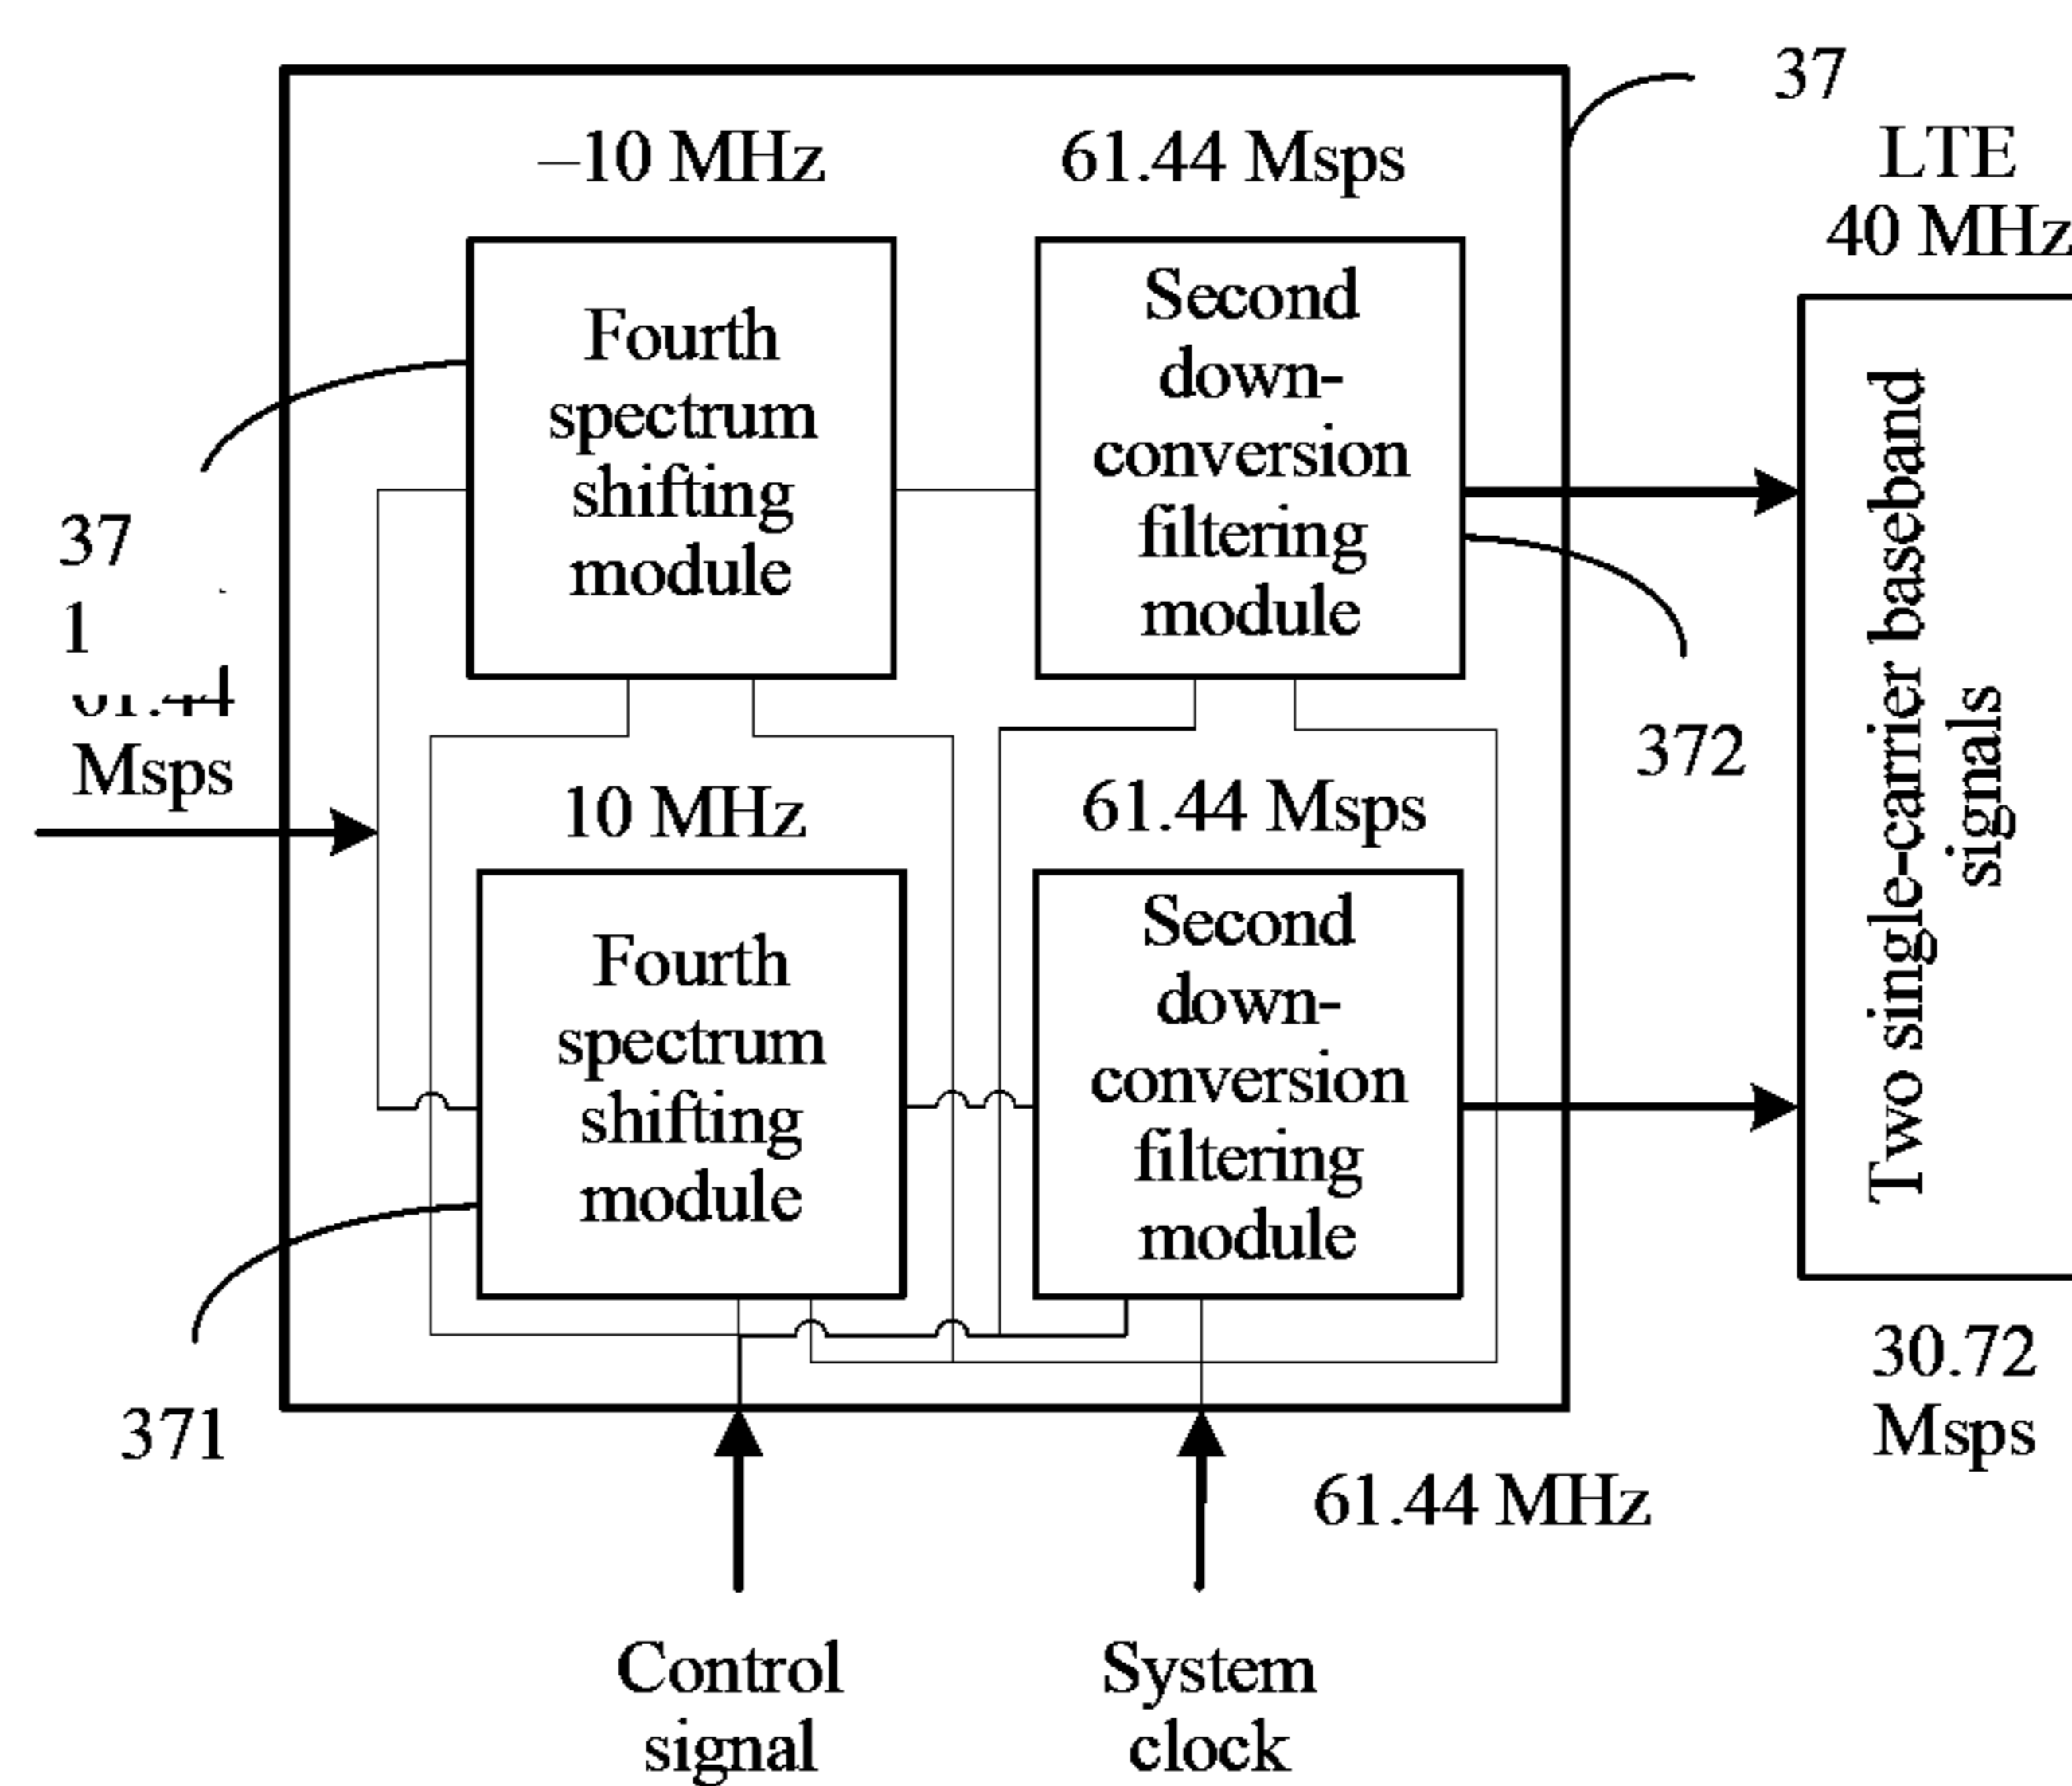 37
–10 MHz
61.44 Msps
LTE
40 MHz
Fourth
spectrum
shifting
module
Second
down-
conversion
filtering
module
37
1
61.44
Msps
372
Two single-carrier baseband
signals
10 MHz
61.44 Msps
Fourth
spectrum
shifting
module
Second
down-
conversion
filtering
module
371
30.72
Msps
61.44 MHz
Control
signal
System
clock